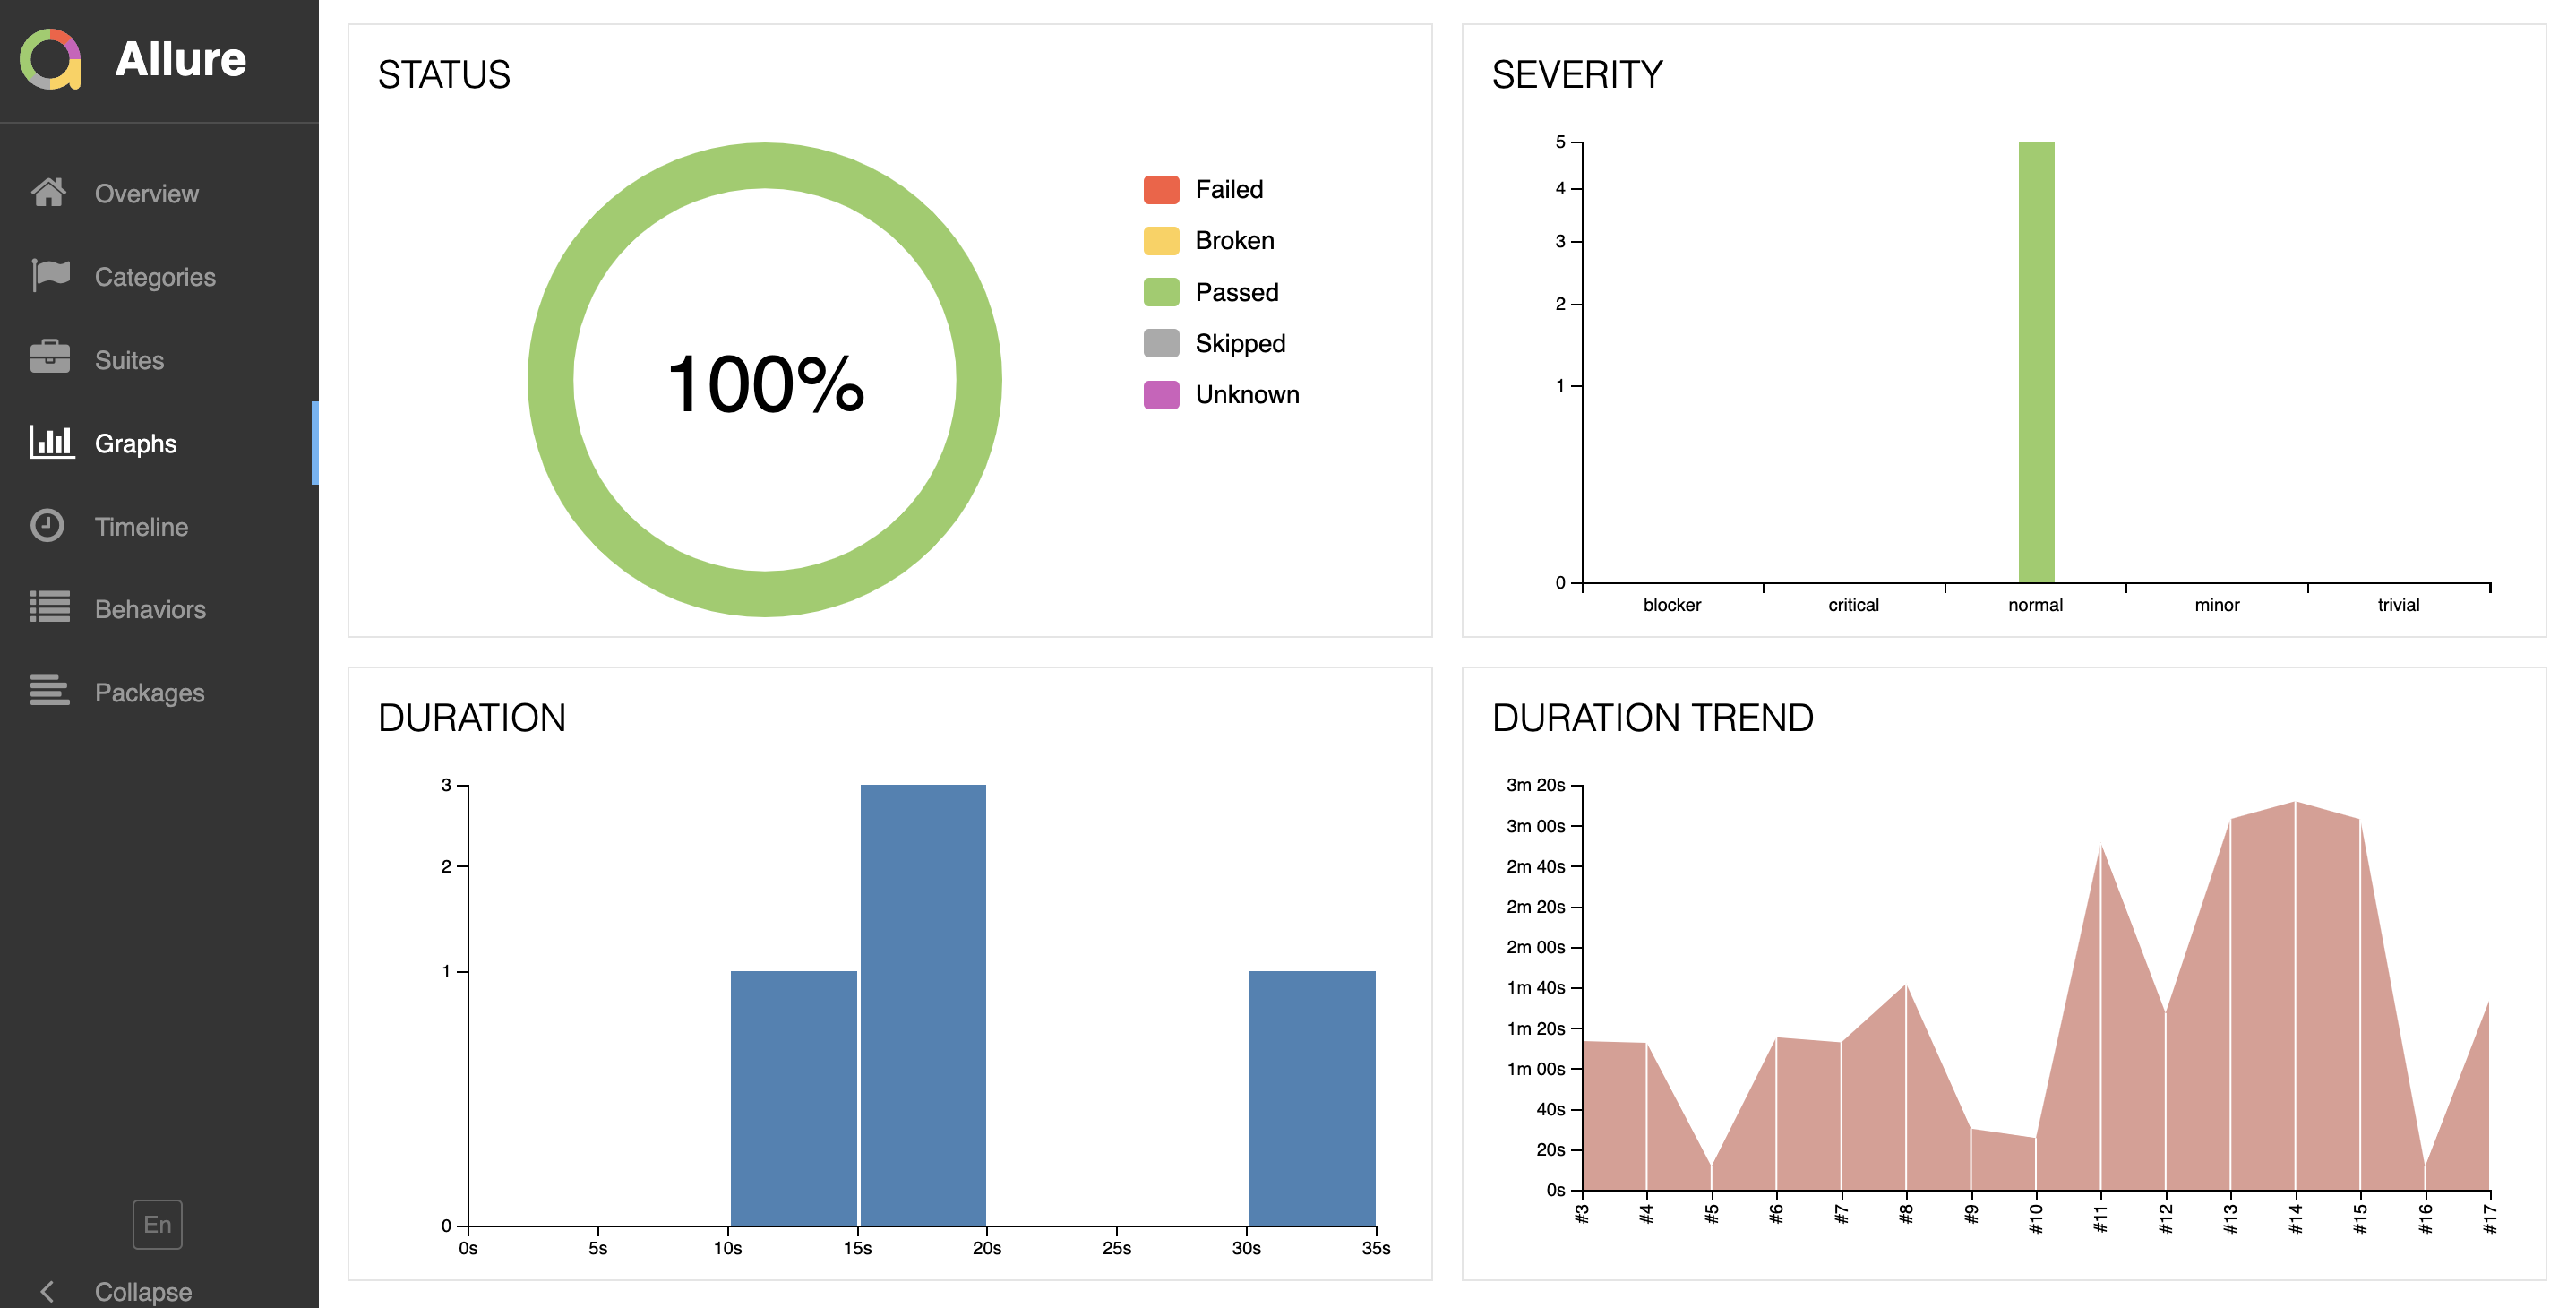 Allure
Overview
Categories
Suites
Graphs
Timeline
Behaviors
Packages
En
Collapse
STATUS
100%
Failed
Broken
Passed
Skipped
Unknown
SEVERITY
5
4
3
2
1
0
blocker critical normal minor trivial
DURATION
3
2
1
0
0s 5s 10s 15s 20s 25s 30s 35s
DURATION TREND
3m 20s
3m 00s
2m 40s
2m 20s
2m 00s
1m 40s
1m 20s
1m 00s
40s
20s
0s
#3 #4 #5 #6 #7 #8 #9 #10 #11 #12 #13 #14 #15 #16 #17